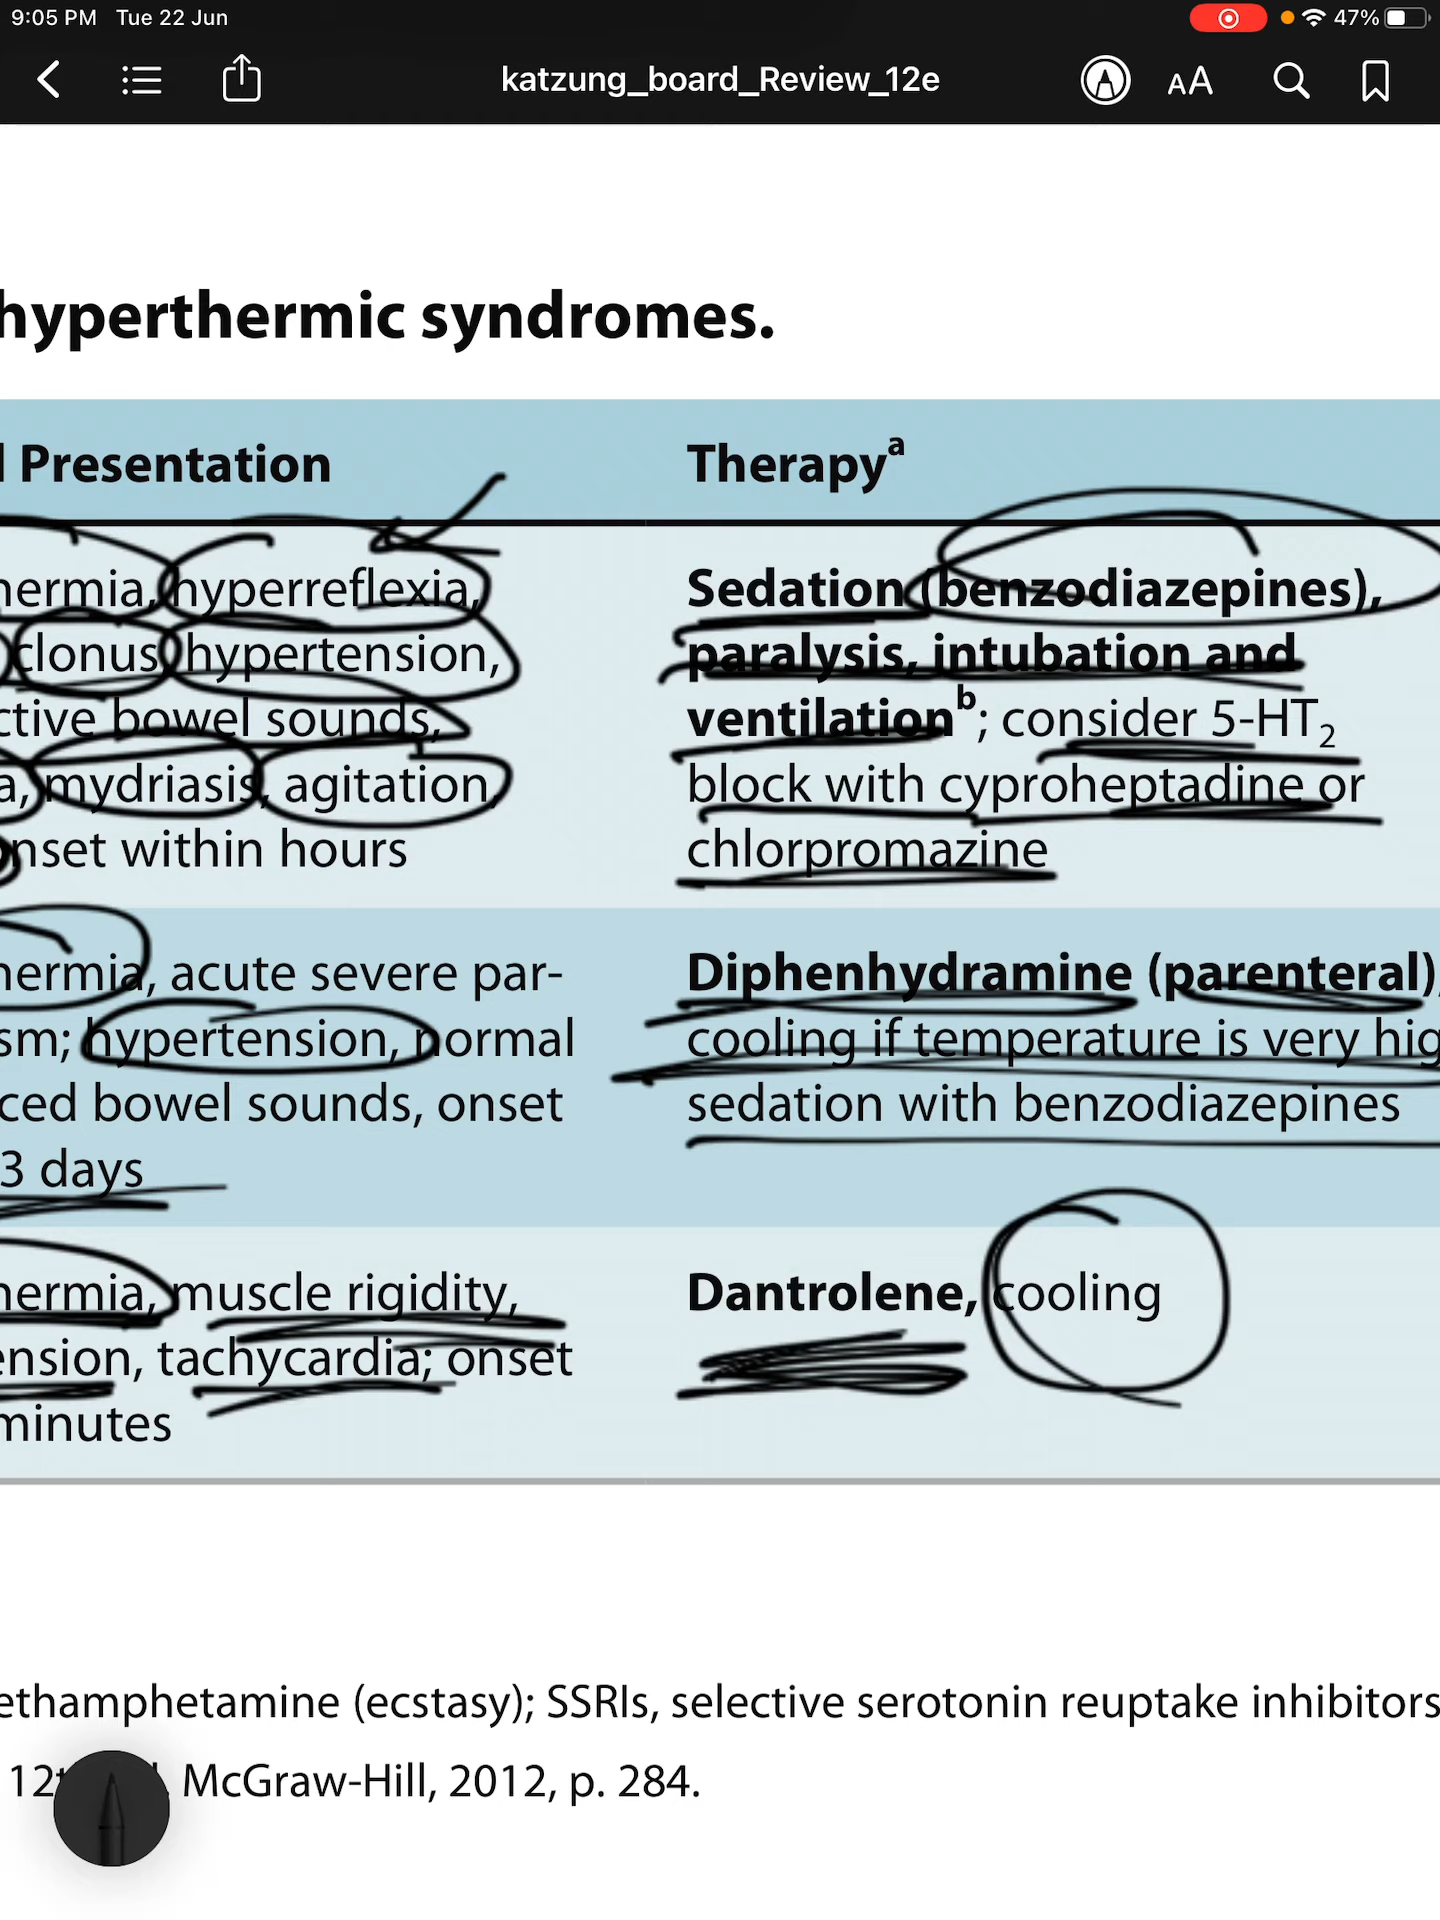 9:05 PM Tue 22 Jun
47%
katzung_board_Review_12e
AA
hyperthermic syndromes.
l Presentation
Therapyᵃ
nermia, hyperreflexia,
clonus, hypertension,
ctive bowel sounds,
a, mydriasis, agitation,
onset within hours
Sedation (benzodiazepines),
paralysis, intubation and
ventilationᵇ; consider 5-HT₂
block with cyproheptadine or
chlorpromazine
nermia, acute severe par-
sm; hypertension, normal
ced bowel sounds, onset
3 days
Diphenhydramine (parenteral),
cooling if temperature is very hig
sedation with benzodiazepines
nermia, muscle rigidity,
ension, tachycardia; onset
minutes
Dantrolene, cooling
ethamphetamine (ecstasy); SSRIs, selective serotonin reuptake inhibitors
McGraw-Hill, 2012, p. 284.